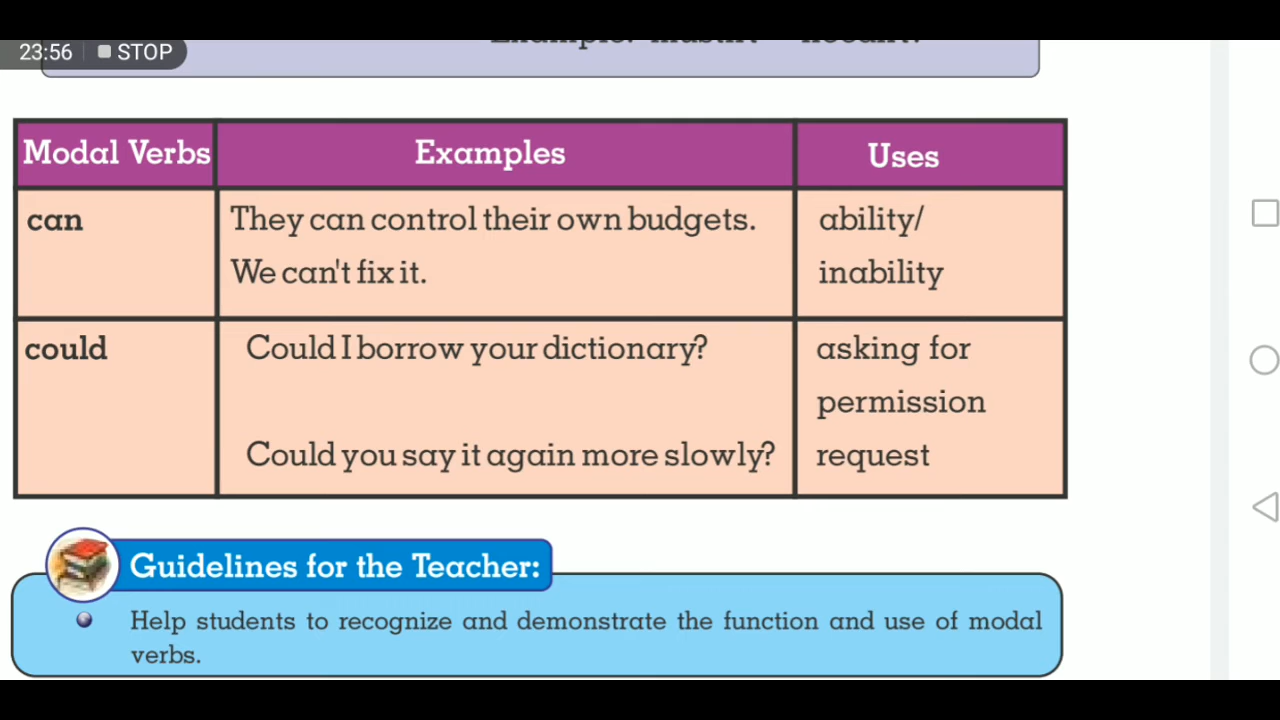 23:56 STOP
Modal Verbs Examples Uses
can They can control their own budgets. ability/
We can't fix it. inability
could Could I borrow your dictionary? asking for
permission
Could you say it again more slowly? request
Guidelines for the Teacher:
Help students to recognize and demonstrate the function and use of modal
verbs.